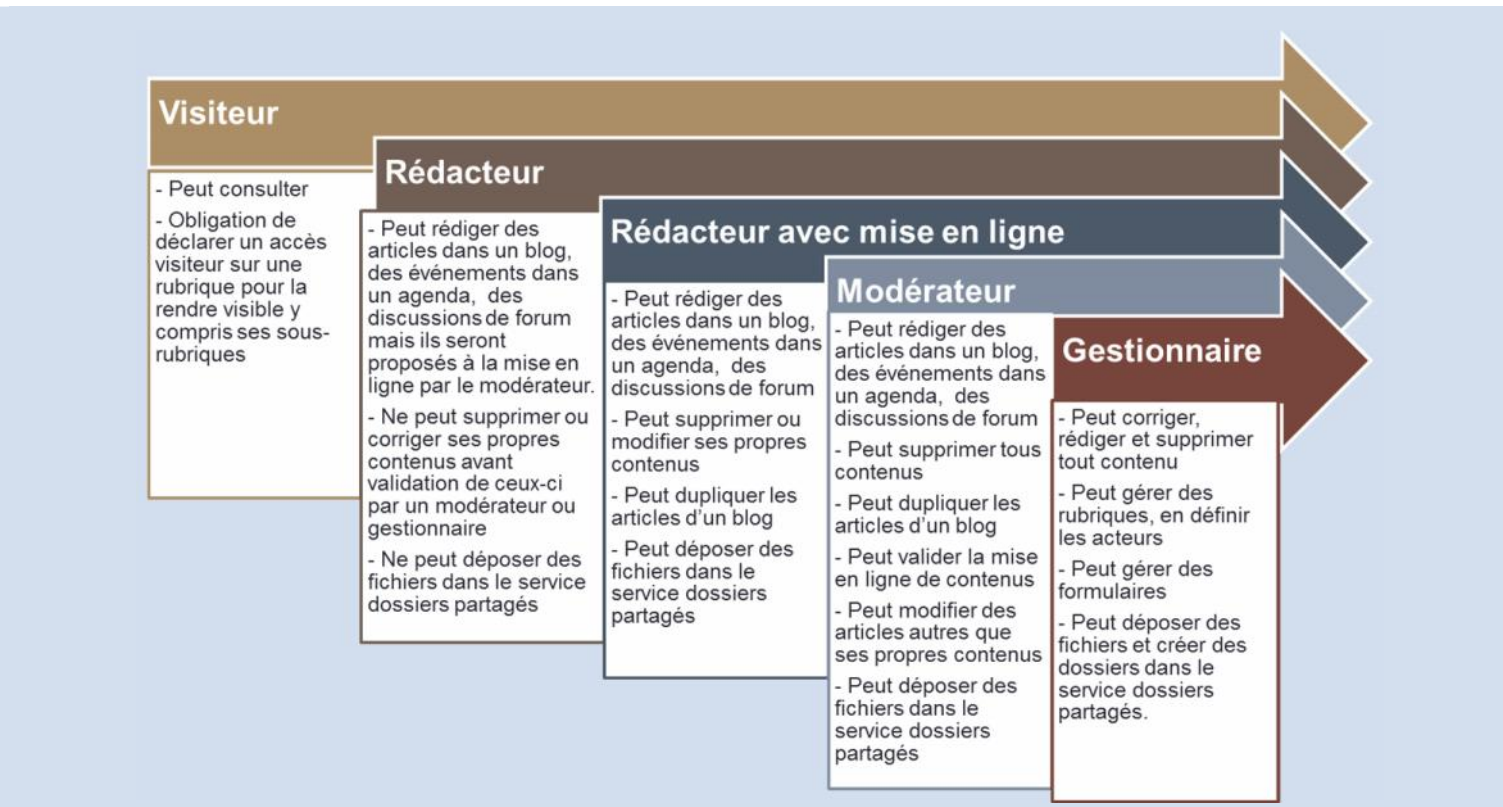 Visiteur
- Peut consulter
- Obligation de
déclarer un accès
visiteur sur une
rubrique pour la
rendre visible y
compris ses sous-
rubriques
Rédacteur
- Peut rédiger des
articles dans un blog,
des événements dans
un agenda, des
discussions de forum
mais ils seront
proposés à la mise en
ligne par le modérateur.
- Ne peut supprimer ou
corriger ses propres
contenus avant
validation de ceux-ci
par un modérateur ou
gestionnaire
- Ne peut déposer des
fichiers dans le service
dossiers partagés
Rédacteur avec mise en ligne
- Peut rédiger des
articles dans un blog,
des événements dans
un agenda, des
discussions de forum
- Peut supprimer ou
modifier ses propres
contenus
- Peut dupliquer les
articles d'un blog
- Peut déposer des
fichiers dans le
service dossiers
partagés
Modérateur
- Peut rédiger des
articles dans un blog,
des événements dans
un agenda, des
discussions de forum
- Peut supprimer tous
contenus
- Peut dupliquer les
articles d'un blog
- Peut valider la mise
en ligne de contenus
- Peut modifier des
articles autres que
ses propres contenus
- Peut déposer des
fichiers dans le
service dossiers
partagés
Gestionnaire
- Peut corriger,
rédiger et supprimer
tout contenu
- Peut gérer des
rubriques, en définir
les acteurs
- Peut gérer des
formulaires
- Peut déposer des
fichiers et créer des
dossiers dans le
service dossiers
partagés.